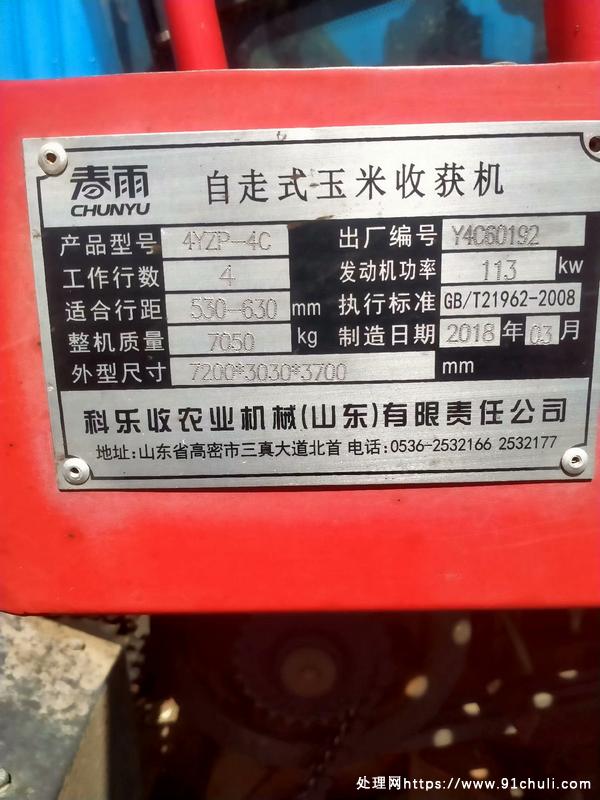 春雨
CHUNYU
自走式玉米收获机
产品型号 4YZP-4C 出厂编号 Y4C60192
工作行数 4 发动机功率 113 kw
适合行距 530-630 mm 执行标准 GB/T21962-2008
整机质量 7050 kg 制造日期 2018 年 03 月
外型尺寸 7200*3030*3700 mm
科乐收农业机械(山东)有限责任公司
地址:山东省高密市三真大道北首 电话:0536-2532166 2532177
处理网https://www.91chuli.com